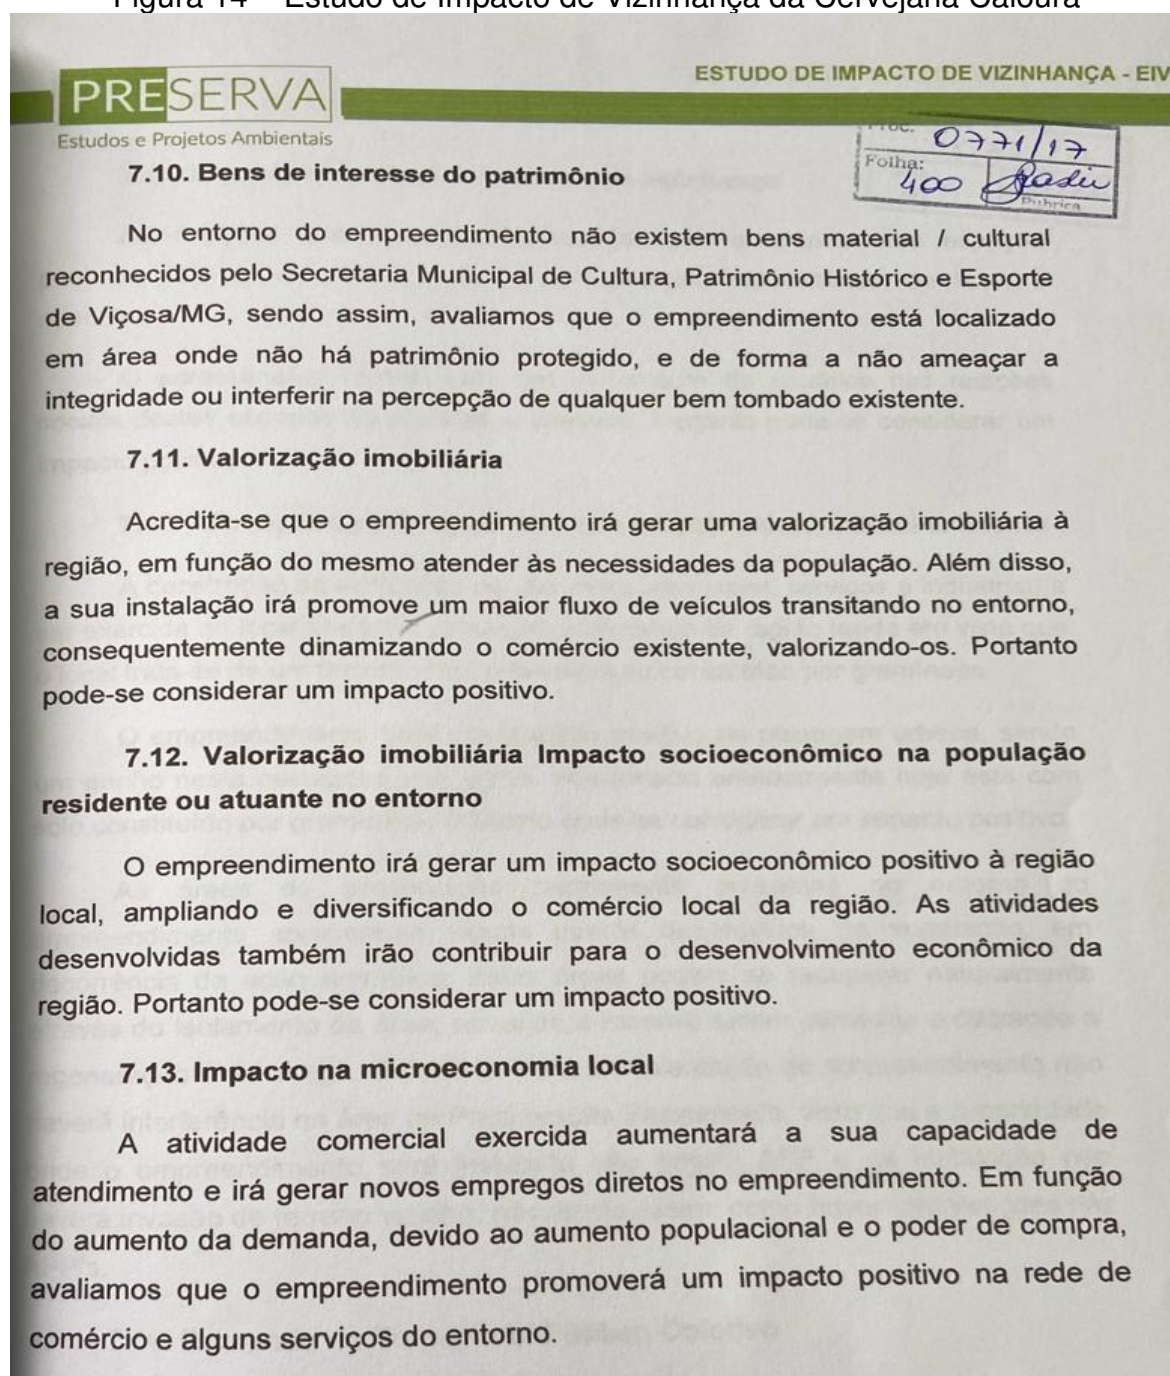 Figura 14 – Estudo de Impacto de Vizinhança da Cervejaria Caloura
PRESERVA
Estudos e Projetos Ambientais
ESTUDO DE IMPACTO DE VIZINHANÇA - EIV
Proc. 0771/17
Folha: 400
Rubrica
7.10. Bens de interesse do patrimônio
No entorno do empreendimento não existem bens material / cultural
reconhecidos pelo Secretaria Municipal de Cultura, Patrimônio Histórico e Esporte
de Viçosa/MG, sendo assim, avaliamos que o empreendimento está localizado
em área onde não há patrimônio protegido, e de forma a não ameaçar a
integridade ou interferir na percepção de qualquer bem tombado existente.
7.11. Valorização imobiliária
Acredita-se que o empreendimento irá gerar uma valorização imobiliária à
região, em função do mesmo atender às necessidades da população. Além disso,
a sua instalação irá promove um maior fluxo de veículos transitando no entorno,
consequentemente dinamizando o comércio existente, valorizando-os. Portanto
pode-se considerar um impacto positivo.
7.12. Valorização imobiliária Impacto socioeconômico na população
residente ou atuante no entorno
O empreendimento irá gerar um impacto socioeconômico positivo à região
local, ampliando e diversificando o comércio local da região. As atividades
desenvolvidas também irão contribuir para o desenvolvimento econômico da
região. Portanto pode-se considerar um impacto positivo.
7.13. Impacto na microeconomia local
A atividade comercial exercida aumentará a sua capacidade de
atendimento e irá gerar novos empregos diretos no empreendimento. Em função
do aumento da demanda, devido ao aumento populacional e o poder de compra,
avaliamos que o empreendimento promoverá um impacto positivo na rede de
comércio e alguns serviços do entorno.